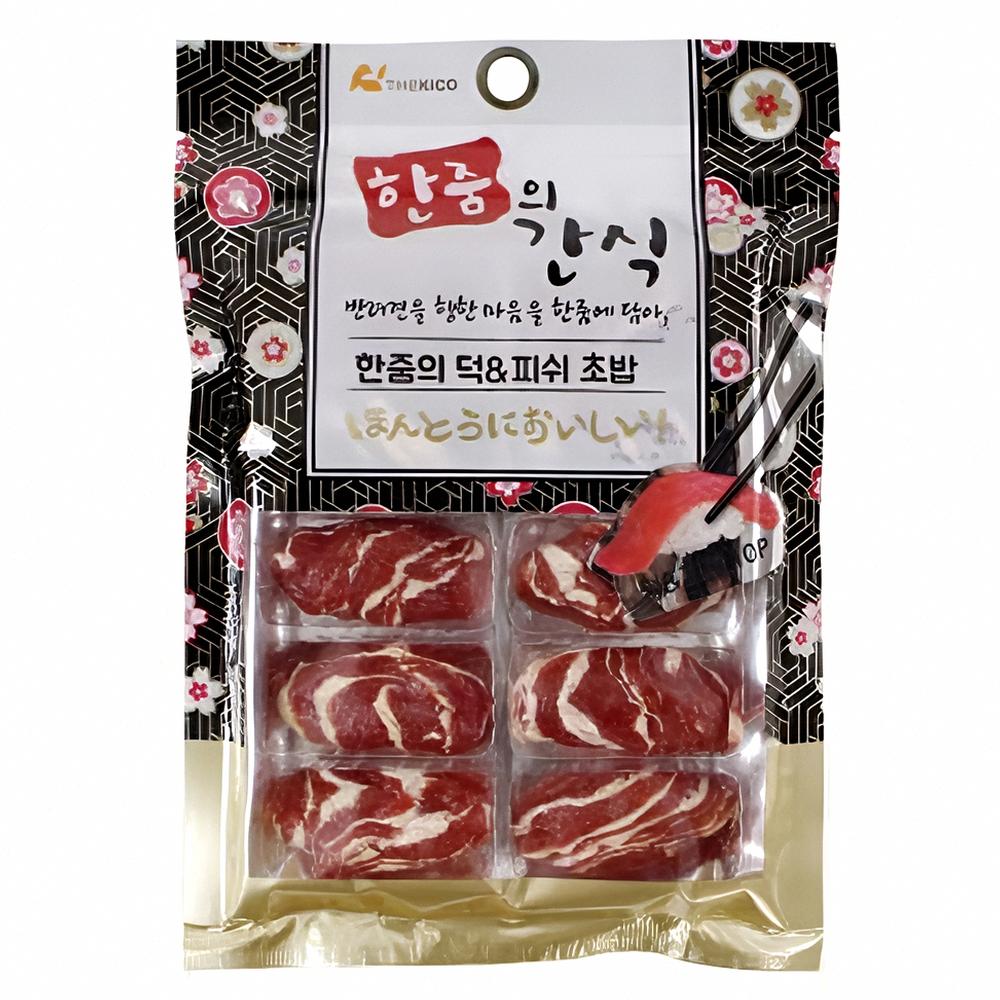 THEKICO
한줌의
간식
반려견을 향한 마음을 한줌에 담아,
한줌의 덕&피쉬 초밥
ほんとうにおいしい
OP